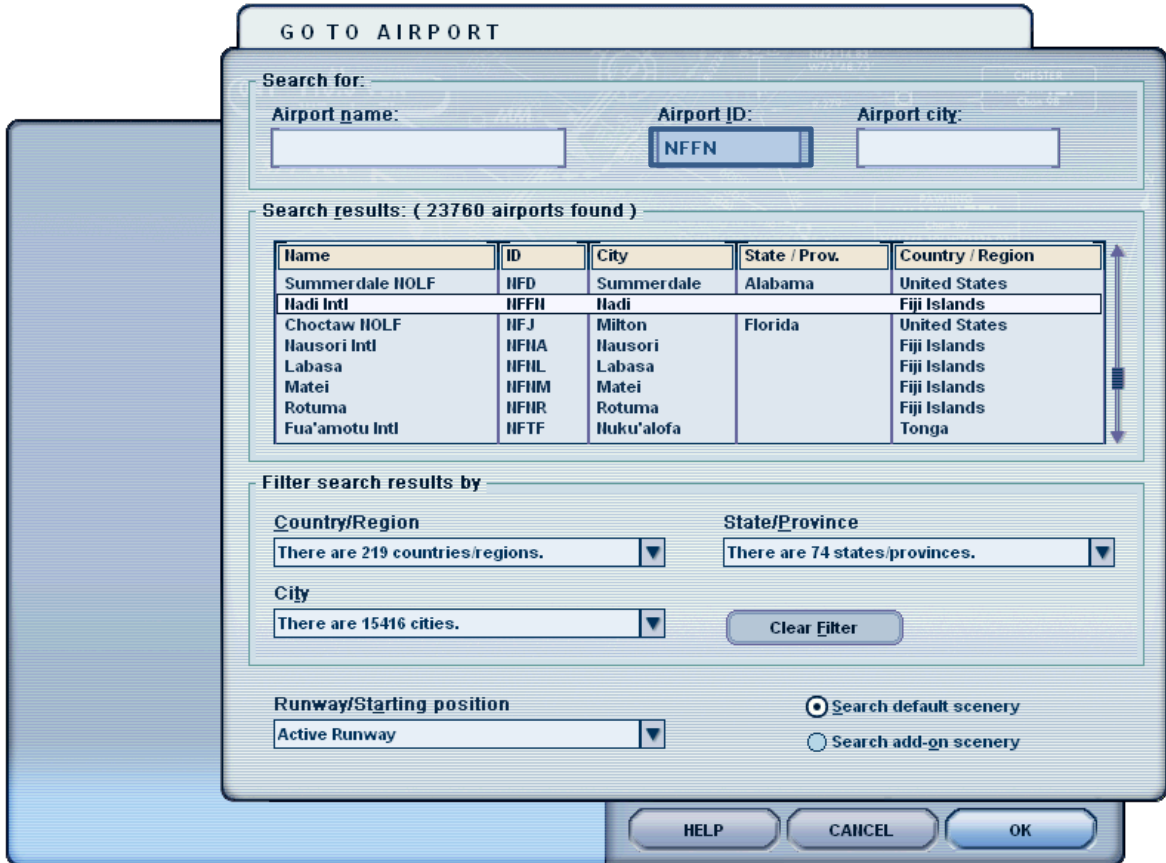 GO TO AIRPORT
Search for:
Airport name: Airport ID: Airport city:
NFFN
Search results: ( 23760 airports found )
Name ID City State / Prov. Country / Region
Summerdale NOLF NFD Summerdale Alabama United States
Nadi Intl NFFN Nadi Fiji Islands
Choctaw NOLF NFJ Milton Florida United States
Nausori Intl NFNA Nausori Fiji Islands
Labasa NFNL Labasa Fiji Islands
Matei NFNM Matei Fiji Islands
Rotuma NFNR Rotuma Fiji Islands
Fua'amotu Intl NFTF Nuku'alofa Tonga
Filter search results by
Country/Region State/Province
There are 219 countries/regions. There are 74 states/provinces.
City
There are 15416 cities. Clear Filter
Runway/Starting position Search default scenery
Active Runway Search add-on scenery
HELP CANCEL OK